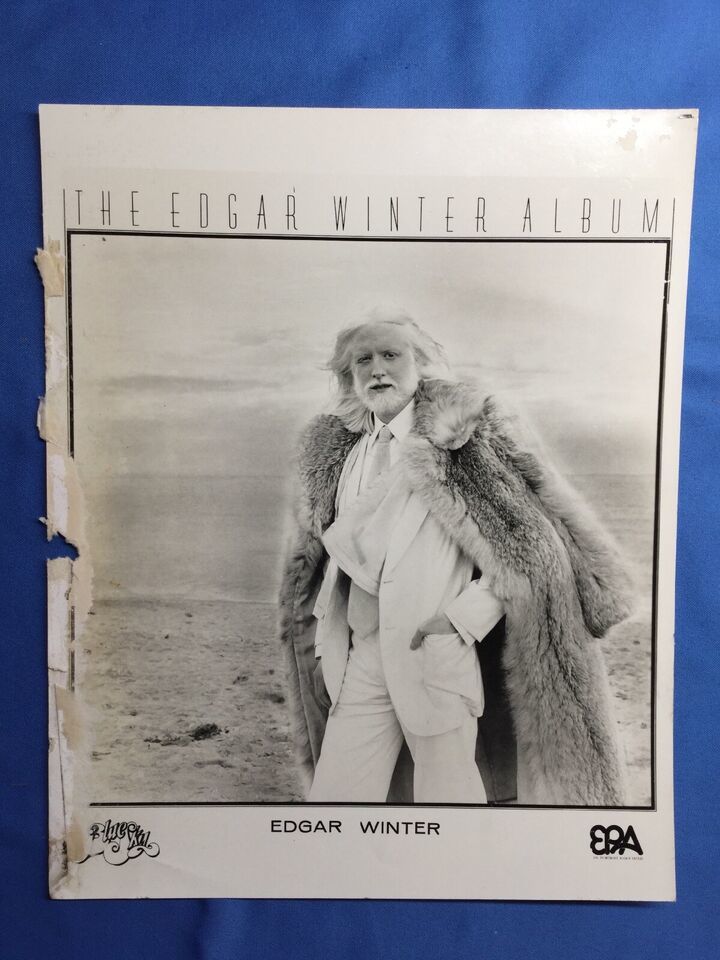 THE EDGAR WINTER ALBUM
Blue Sky
EDGAR WINTER
EPA